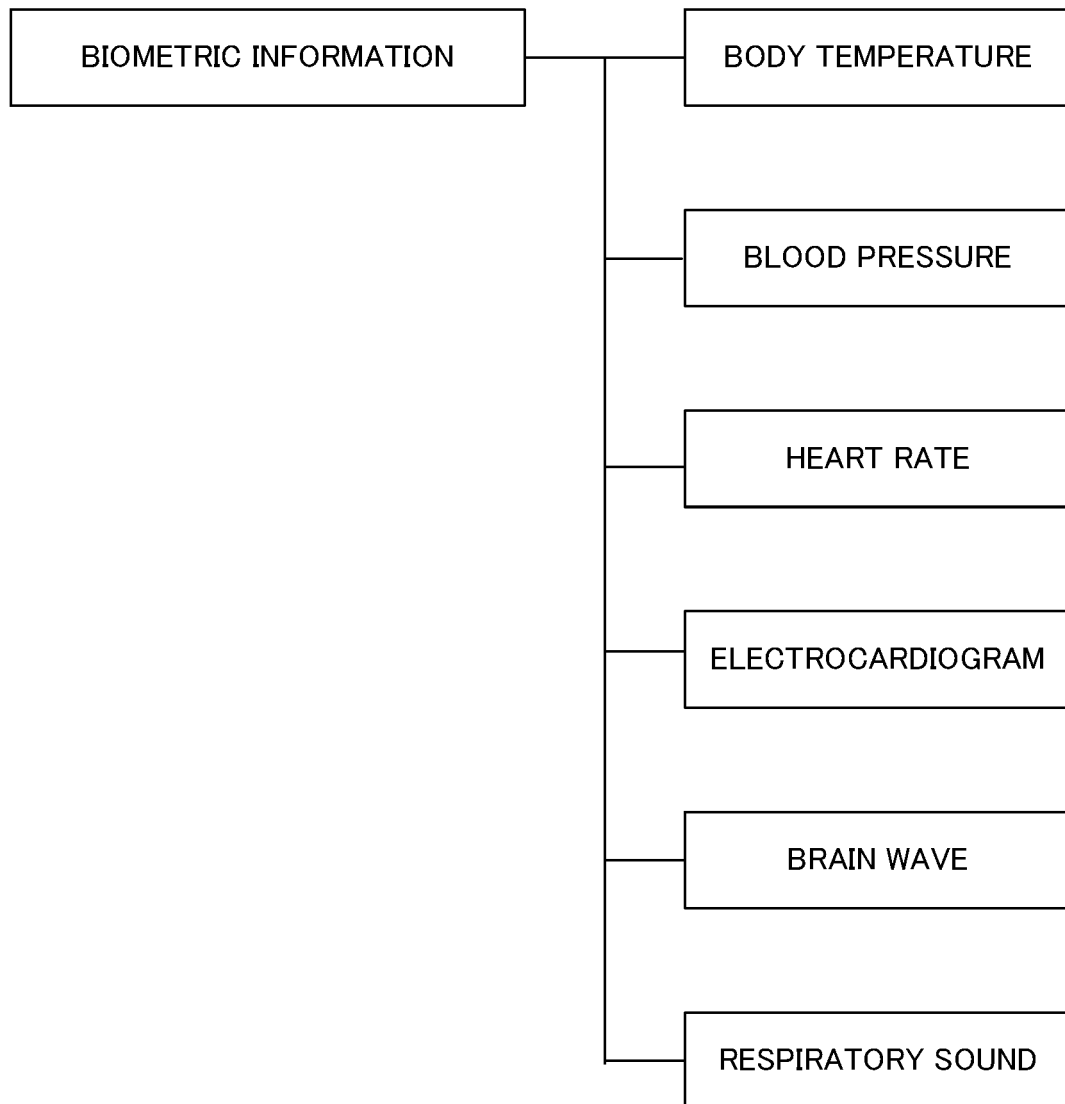 BIOMETRIC INFORMATION
BODY TEMPERATURE
BLOOD PRESSURE
HEART RATE
ELECTROCARDIOGRAM
BRAIN WAVE
RESPIRATORY SOUND